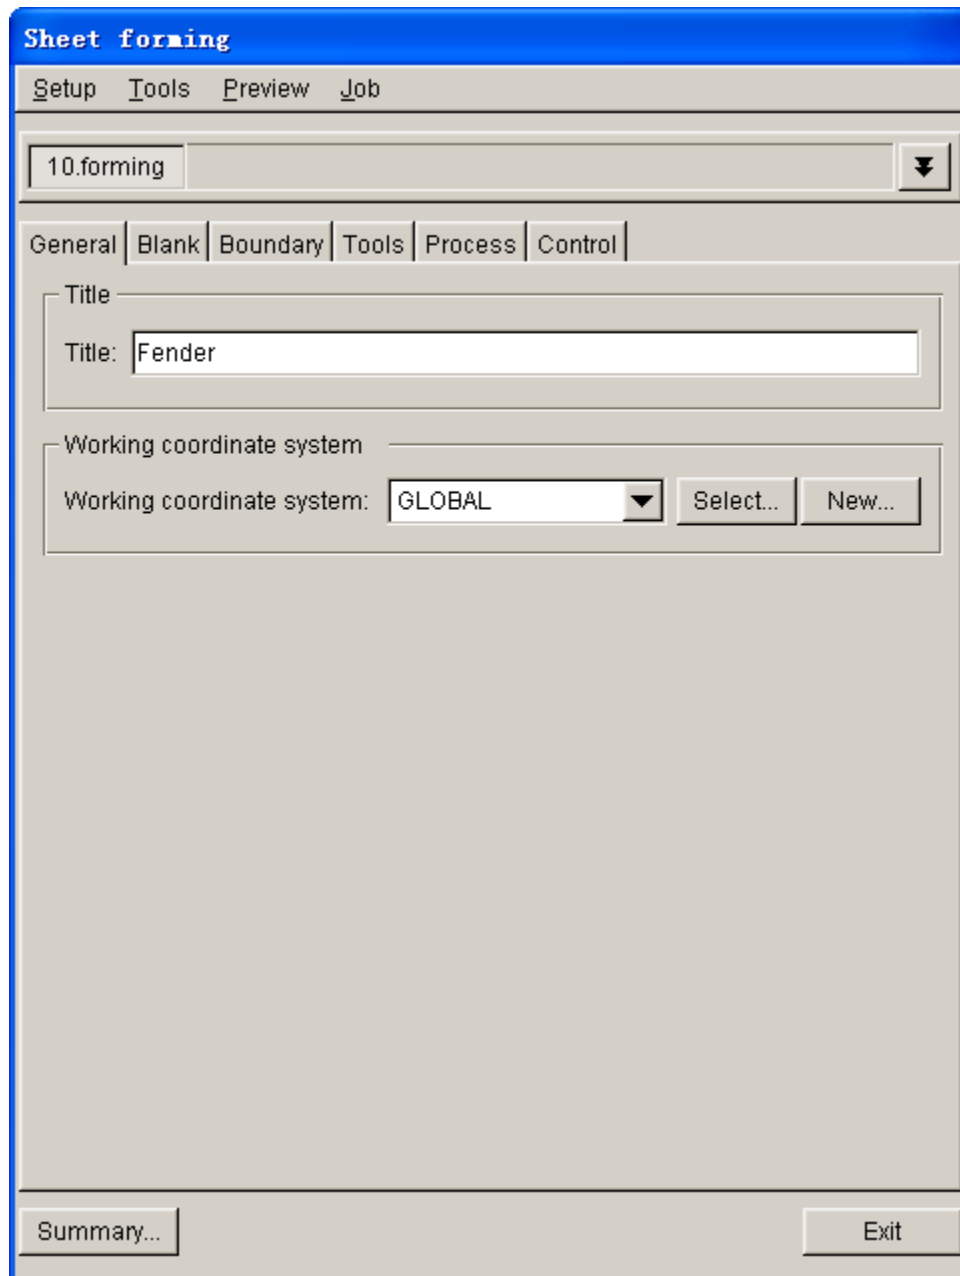 Sheet forming
Setup Tools Preview Job
10.forming
General Blank Boundary Tools Process Control
Title
Title: Fender
Working coordinate system
Working coordinate system: GLOBAL Select... New...
Summary... Exit